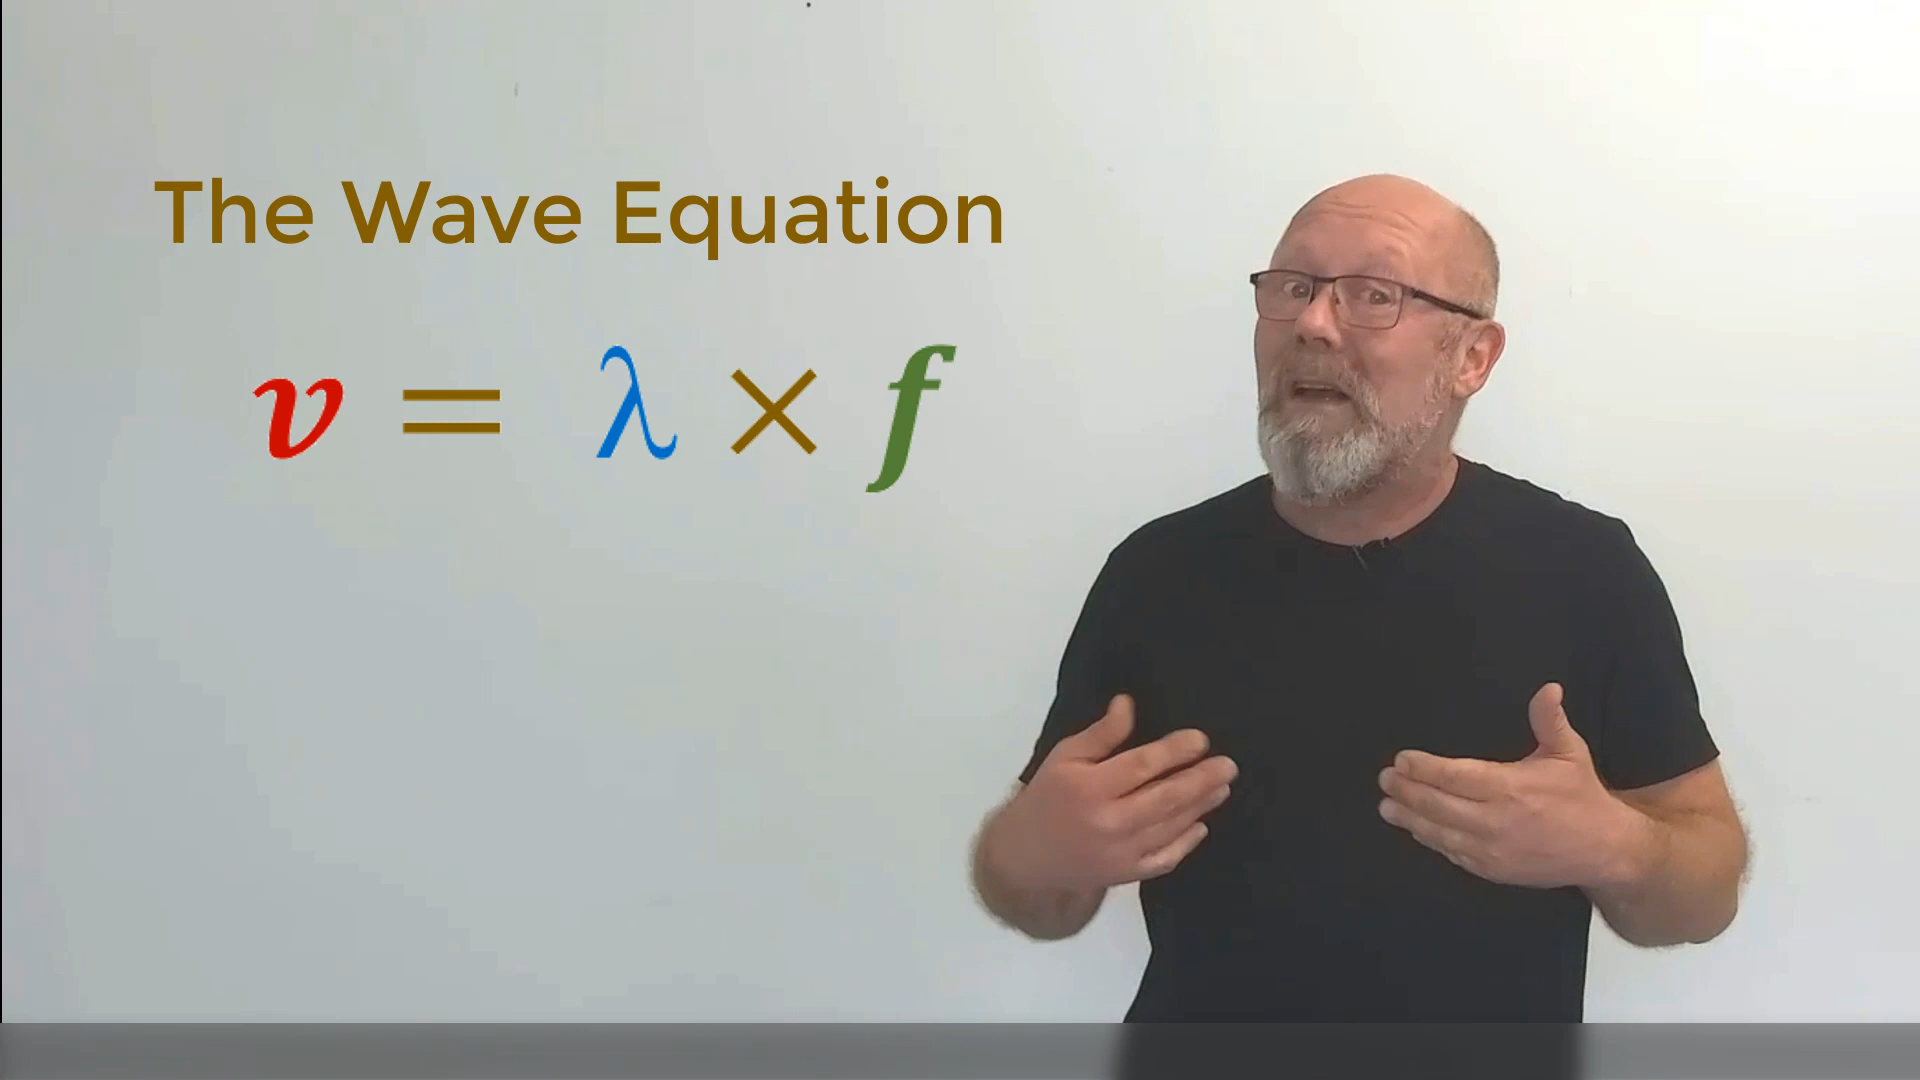 The Wave Equation
v = λ × f